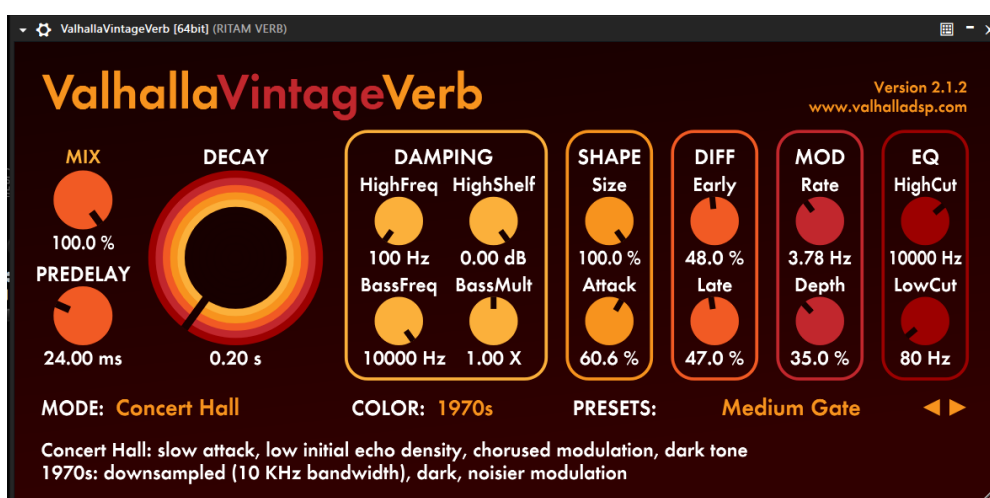 ValhallaVintageVerb [64bit] (RITAM VERB)
ValhallaVintageVerb
Version 2.1.2
www.valhalladsp.com
MIX
100.0 %
PREDELAY
24.00 ms
DECAY
0.20 s
DAMPING
HighFreq HighShelf
100 Hz 0.00 dB
BassFreq BassMult
10000 Hz 1.00 X
SHAPE
Size
100.0 %
Attack
60.6 %
DIFF
Early
48.0 %
Late
47.0 %
MOD
Rate
3.78 Hz
Depth
35.0 %
EQ
HighCut
10000 Hz
LowCut
80 Hz
MODE: Concert Hall COLOR: 1970s PRESETS: Medium Gate
Concert Hall: slow attack, low initial echo density, chorused modulation, dark tone
1970s: downsampled (10 KHz bandwidth), dark, noisier modulation